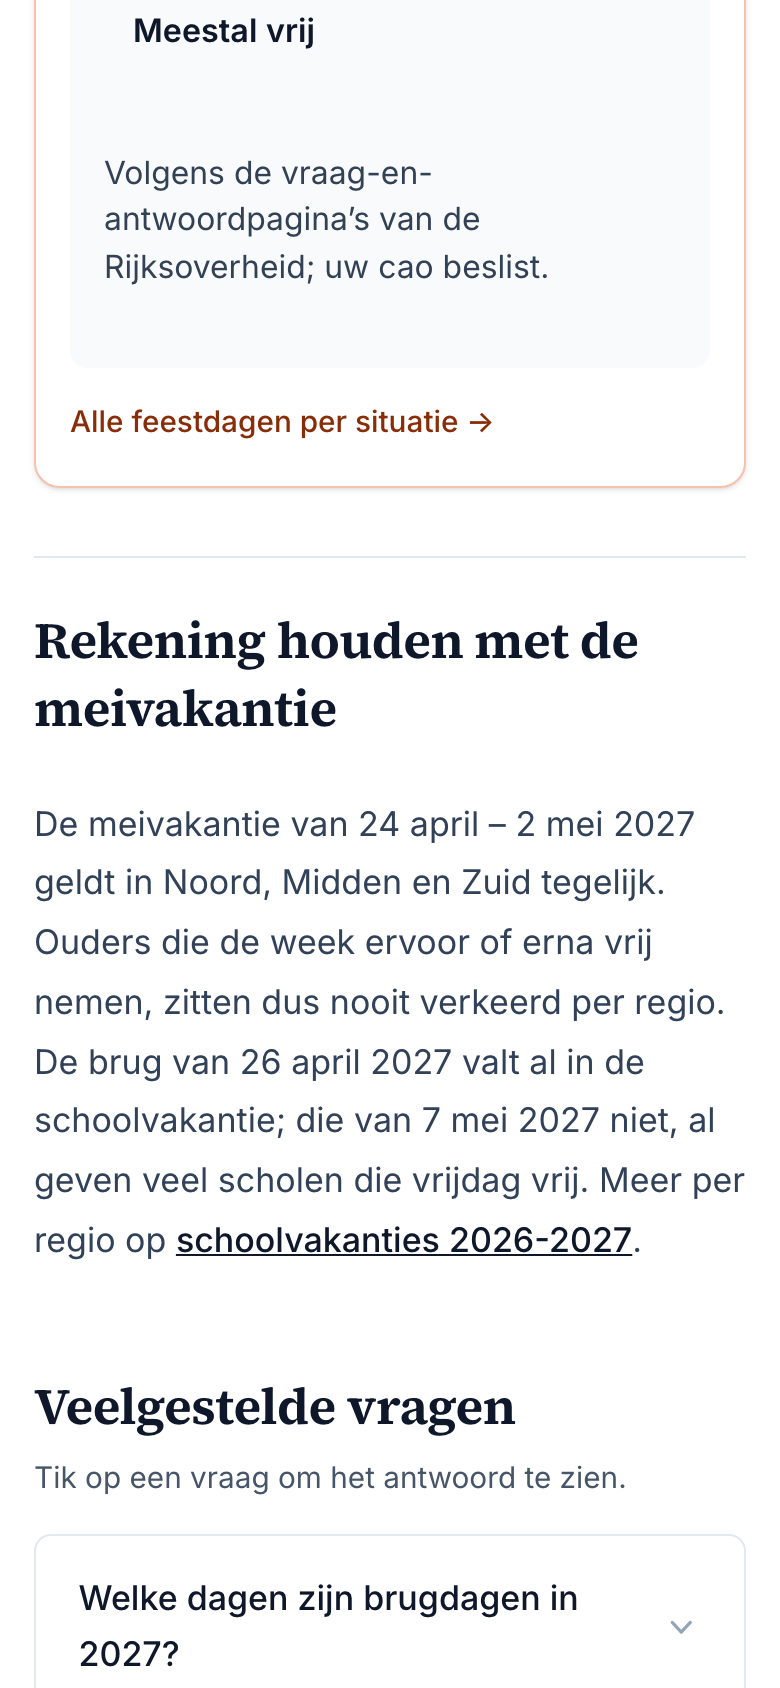 Meestal vrij
Volgens de vraag-en-
antwoordpagina’s van de
Rijksoverheid; uw cao beslist.
Alle feestdagen per situatie →
Rekening houden met de
meivakantie
De meivakantie van 24 april – 2 mei 2027
geldt in Noord, Midden en Zuid tegelijk.
Ouders die de week ervoor of erna vrij
nemen, zitten dus nooit verkeerd per regio.
De brug van 26 april 2027 valt al in de
schoolvakantie; die van 7 mei 2027 niet, al
geven veel scholen die vrijdag vrij. Meer per
regio op schoolvakanties 2026-2027.
Veelgestelde vragen
Tik op een vraag om het antwoord te zien.
Welke dagen zijn brugdagen in
2027?